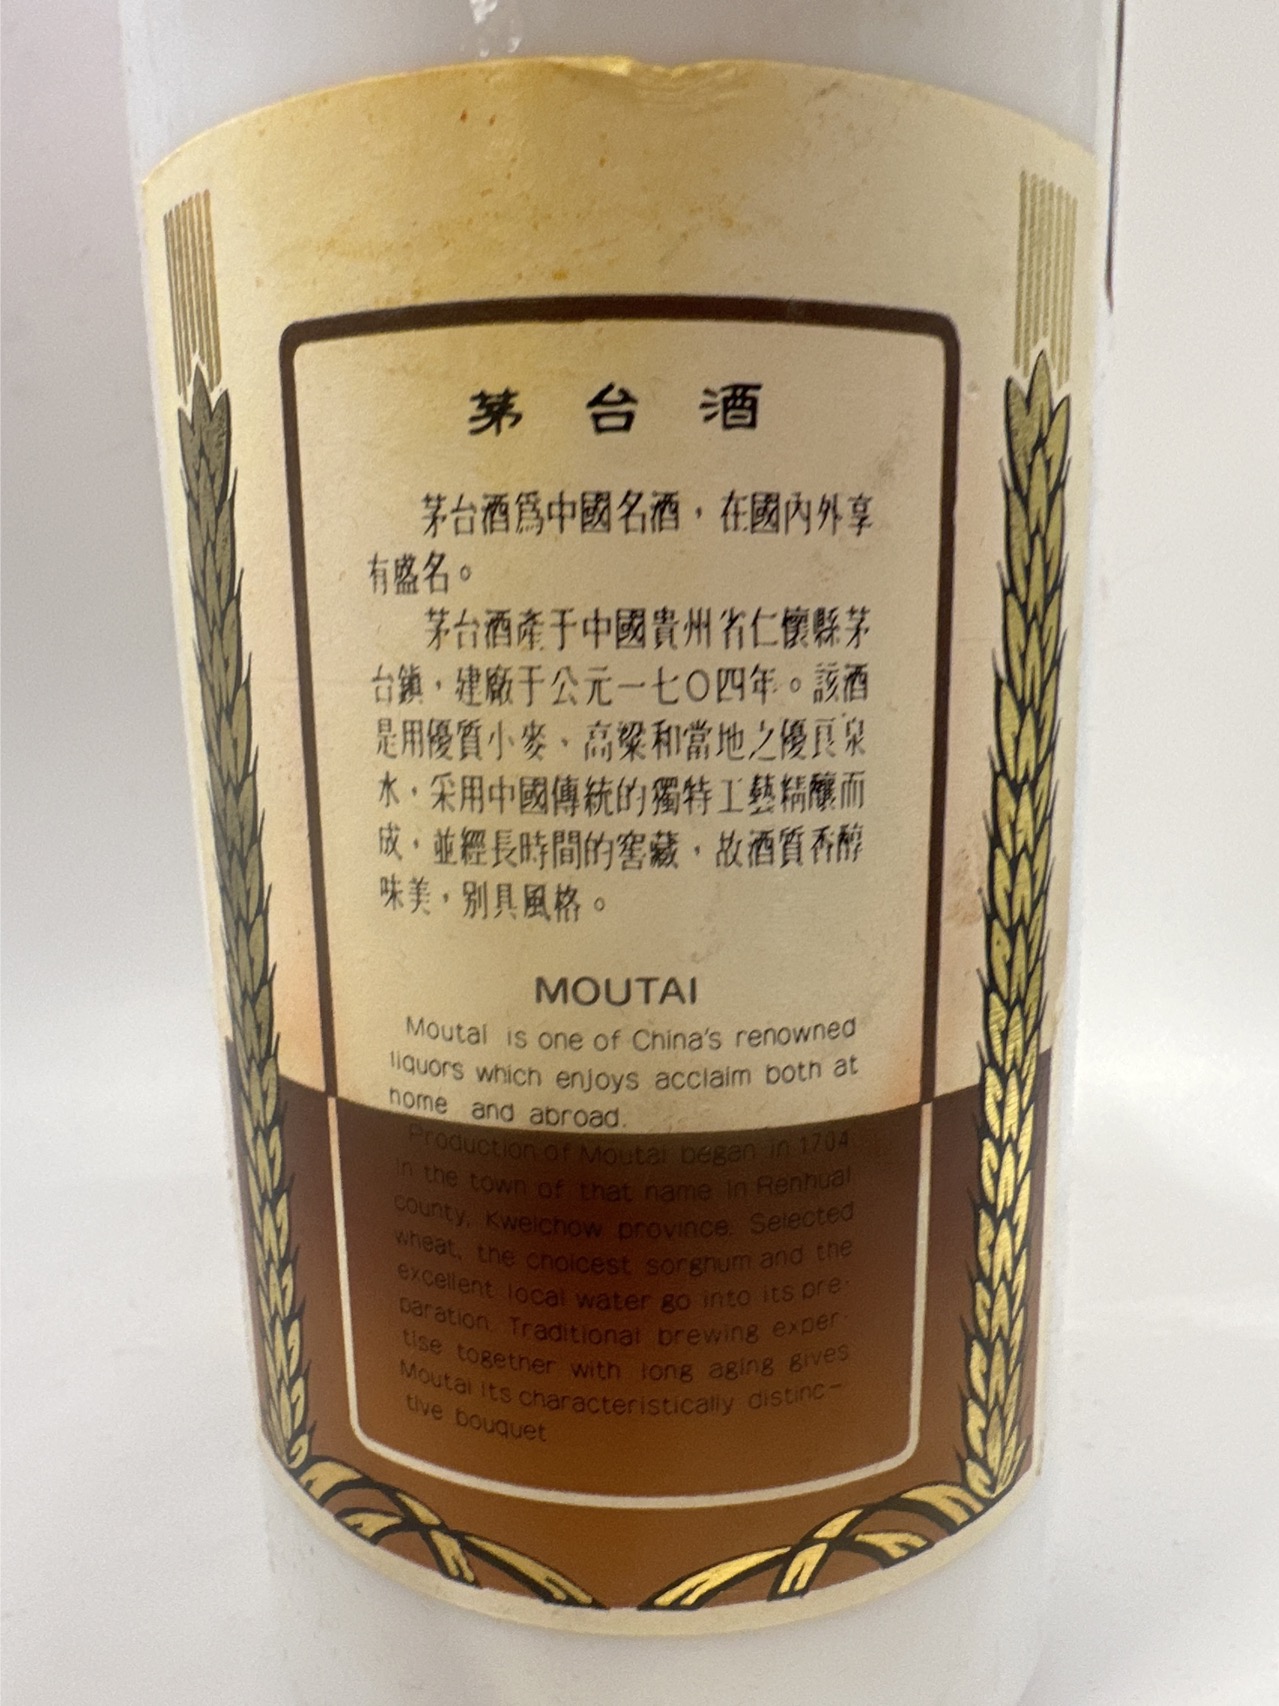 茅台酒
茅台酒爲中國名酒，在國內外享
有盛名。
茅台酒產于中國貴州省仁懷縣茅
台鎮，建廠于公元一七〇四年。該酒
是用優質小麥、高粱和當地之優良泉
水，采用中國傳統的獨特工藝精釀而
成，並經長時間的窖藏，故酒質香醇
味美，別具風格。
MOUTAI
Moutai is one of China's renowned
liquors which enjoys acclaim both at
home and abroad.
Production of Moutai began in 1704
in the town of that name in Renhuai
county, Kweichow province. Selected
wheat, the choicest sorghum and the
excellent local water go into its pre-
paration. Traditional brewing exper-
tise together with long aging gives
Moutai its characteristically distinc-
tive bouquet